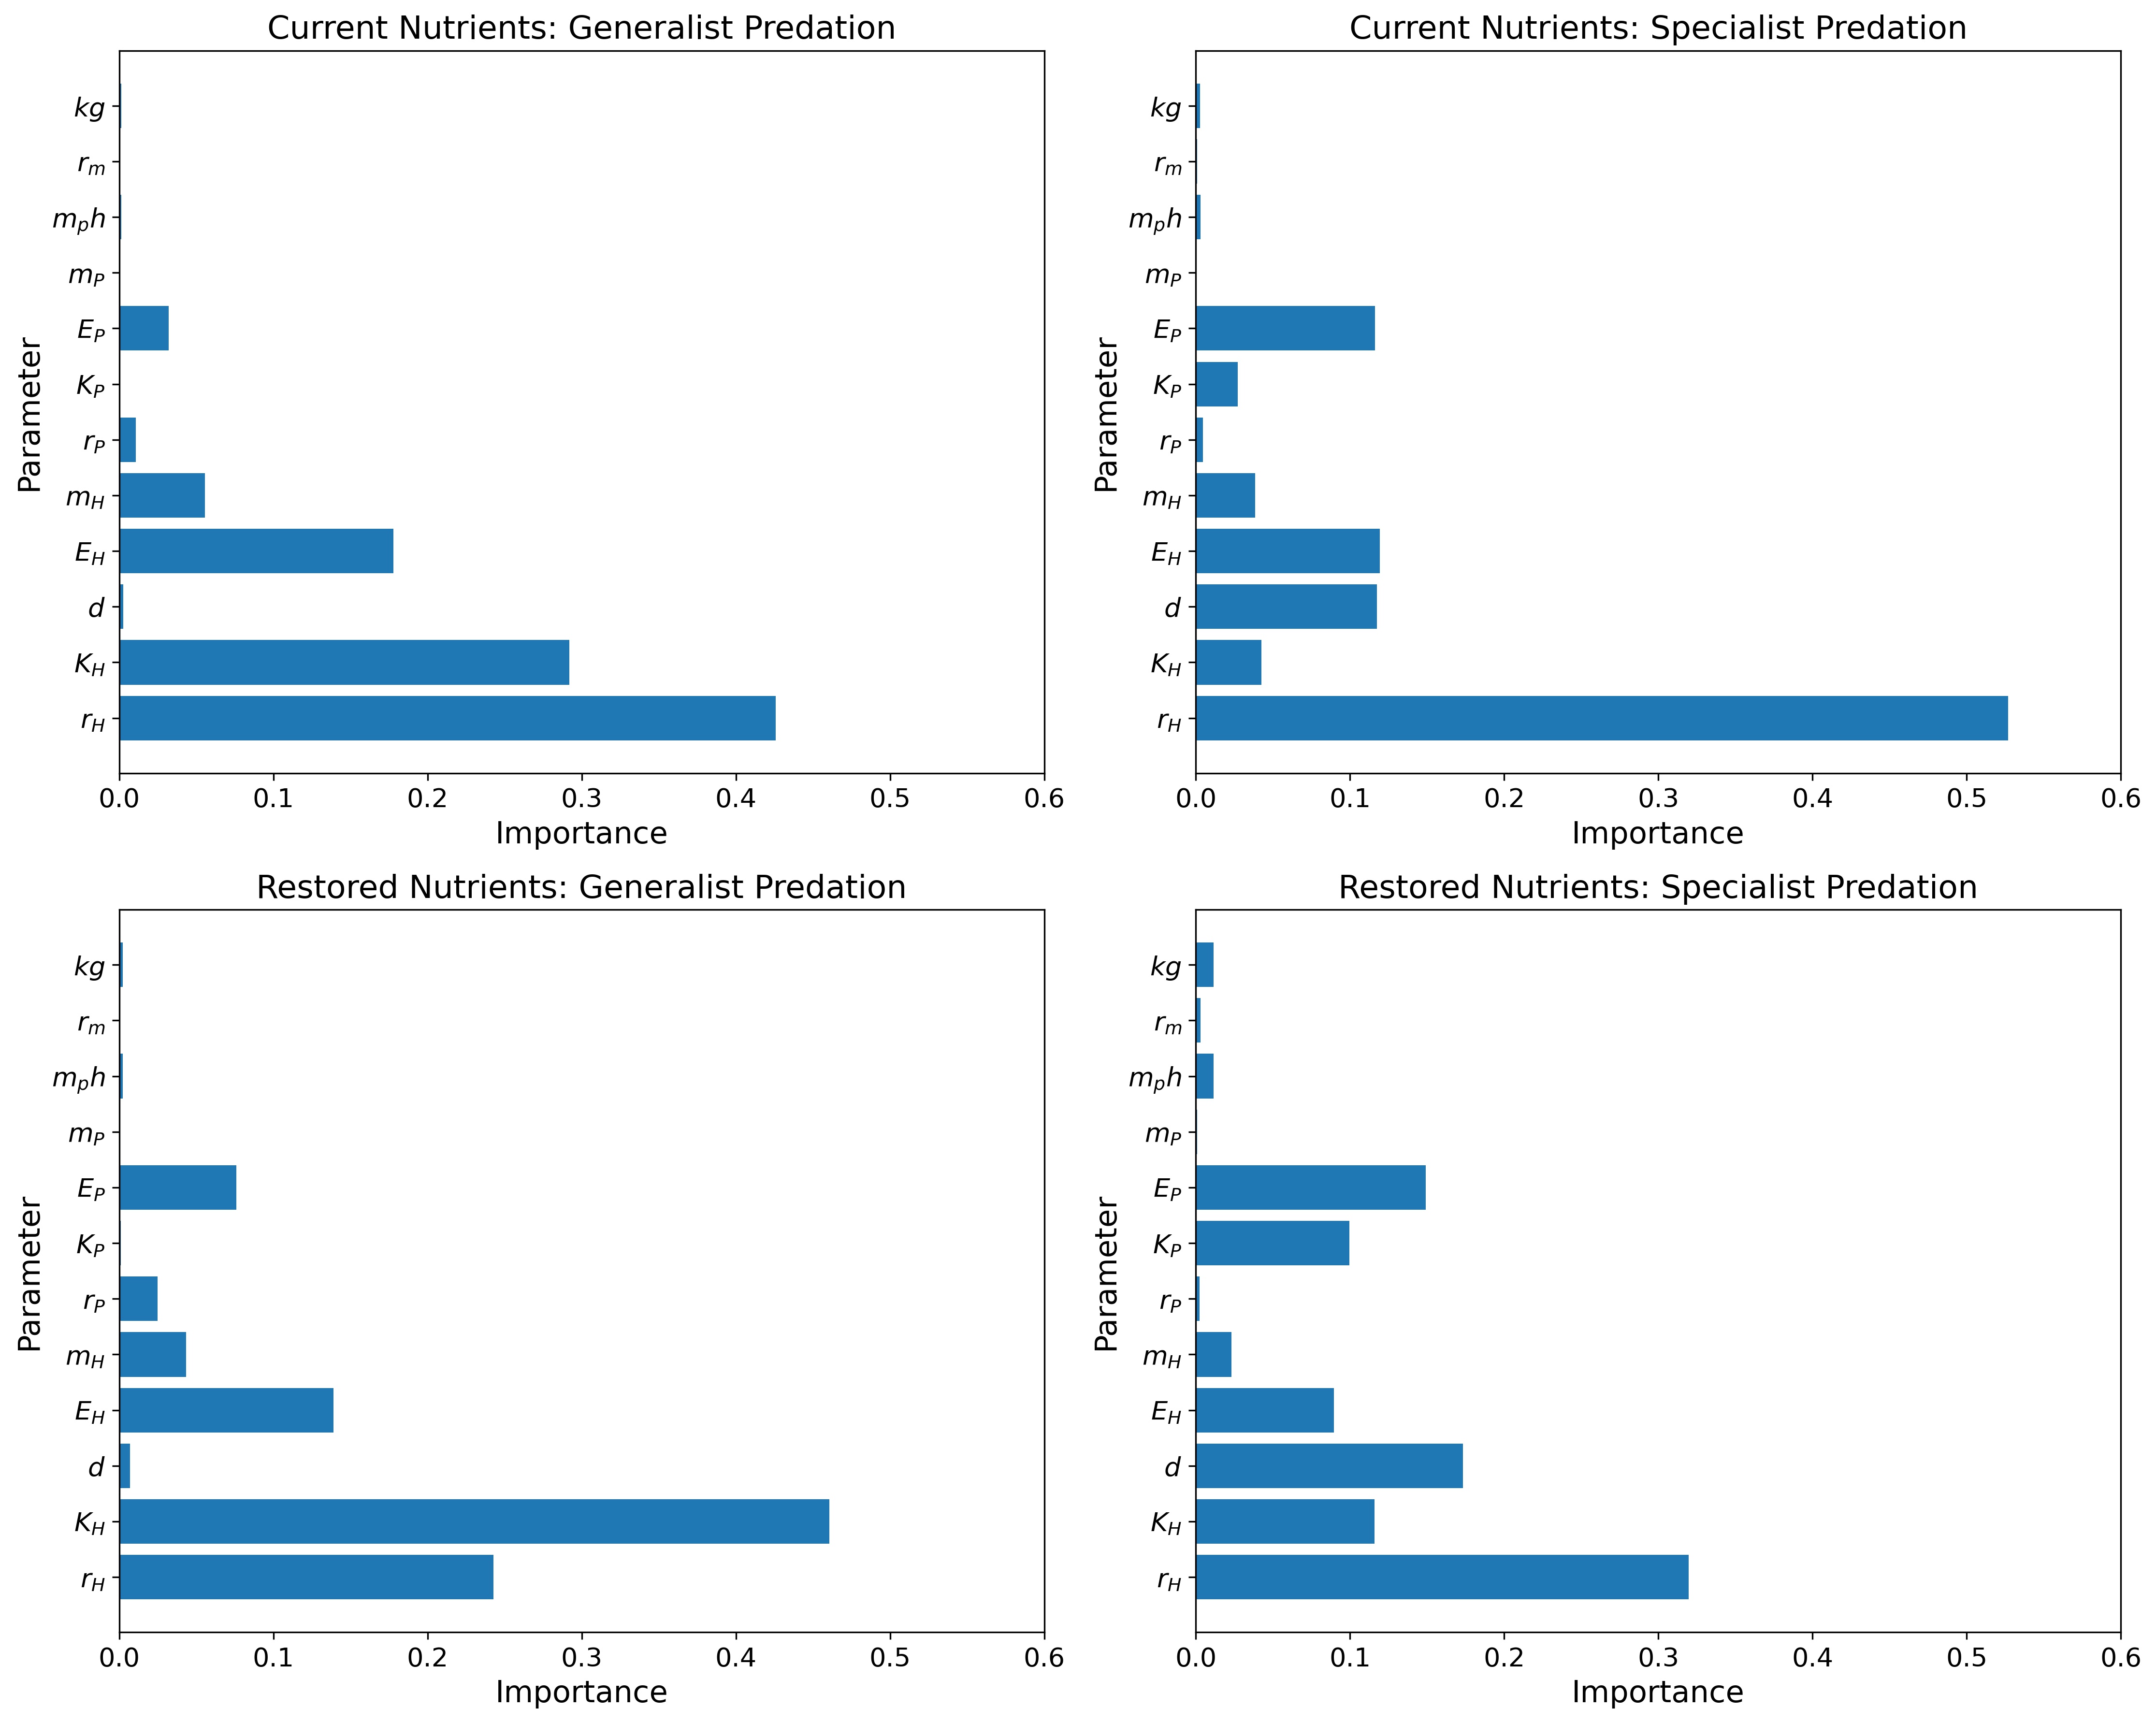 Current Nutrients: Generalist Predation
Parameter
kg
r_m
m_ph
m_P
E_P
K_P
r_P
m_H
E_H
d
K_H
r_H
0.0 0.1 0.2 0.3 0.4 0.5 0.6
Importance
Current Nutrients: Specialist Predation
Parameter
kg
r_m
m_ph
m_P
E_P
K_P
r_P
m_H
E_H
d
K_H
r_H
0.0 0.1 0.2 0.3 0.4 0.5 0.6
Importance
Restored Nutrients: Generalist Predation
Parameter
kg
r_m
m_ph
m_P
E_P
K_P
r_P
m_H
E_H
d
K_H
r_H
0.0 0.1 0.2 0.3 0.4 0.5 0.6
Importance
Restored Nutrients: Specialist Predation
Parameter
kg
r_m
m_ph
m_P
E_P
K_P
r_P
m_H
E_H
d
K_H
r_H
0.0 0.1 0.2 0.3 0.4 0.5 0.6
Importance